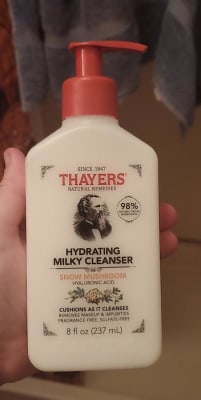 SINCE 1847
THAYERS
NATURAL REMEDIES
98%
HYDRATING
MILKY CLEANSER
SNOW MUSHROOM
HYALURONIC ACID
CUSHIONS AS IT CLEANSES
REMOVES MAKEUP & IMPURITIES
FRAGRANCE FREE, SULFATE-FREE
8 fl oz (237 mL)